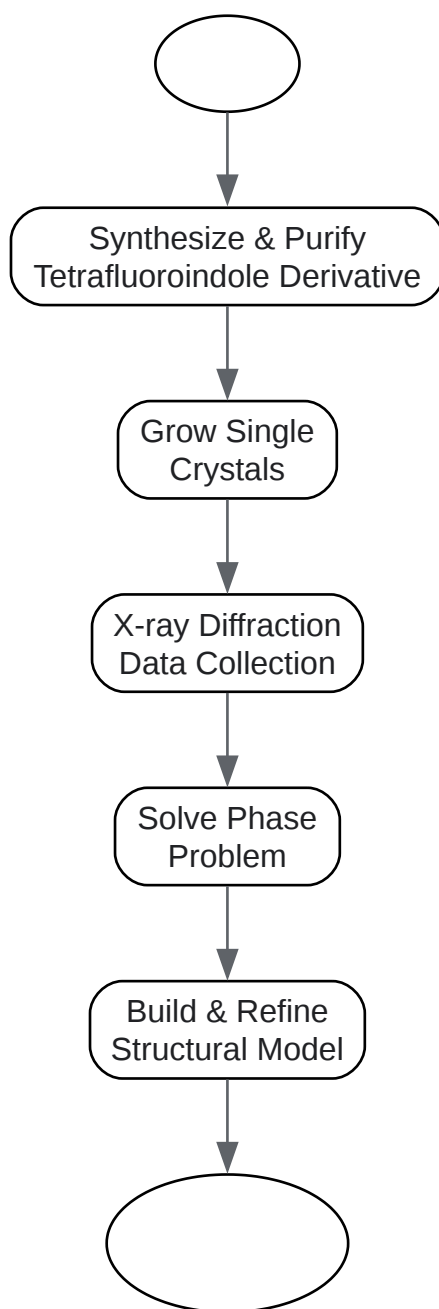 Synthesize & Purify
Tetrafluoroindole Derivative
Grow Single
Crystals
X-ray Diffraction
Data Collection
Solve Phase
Problem
Build & Refine
Structural Model